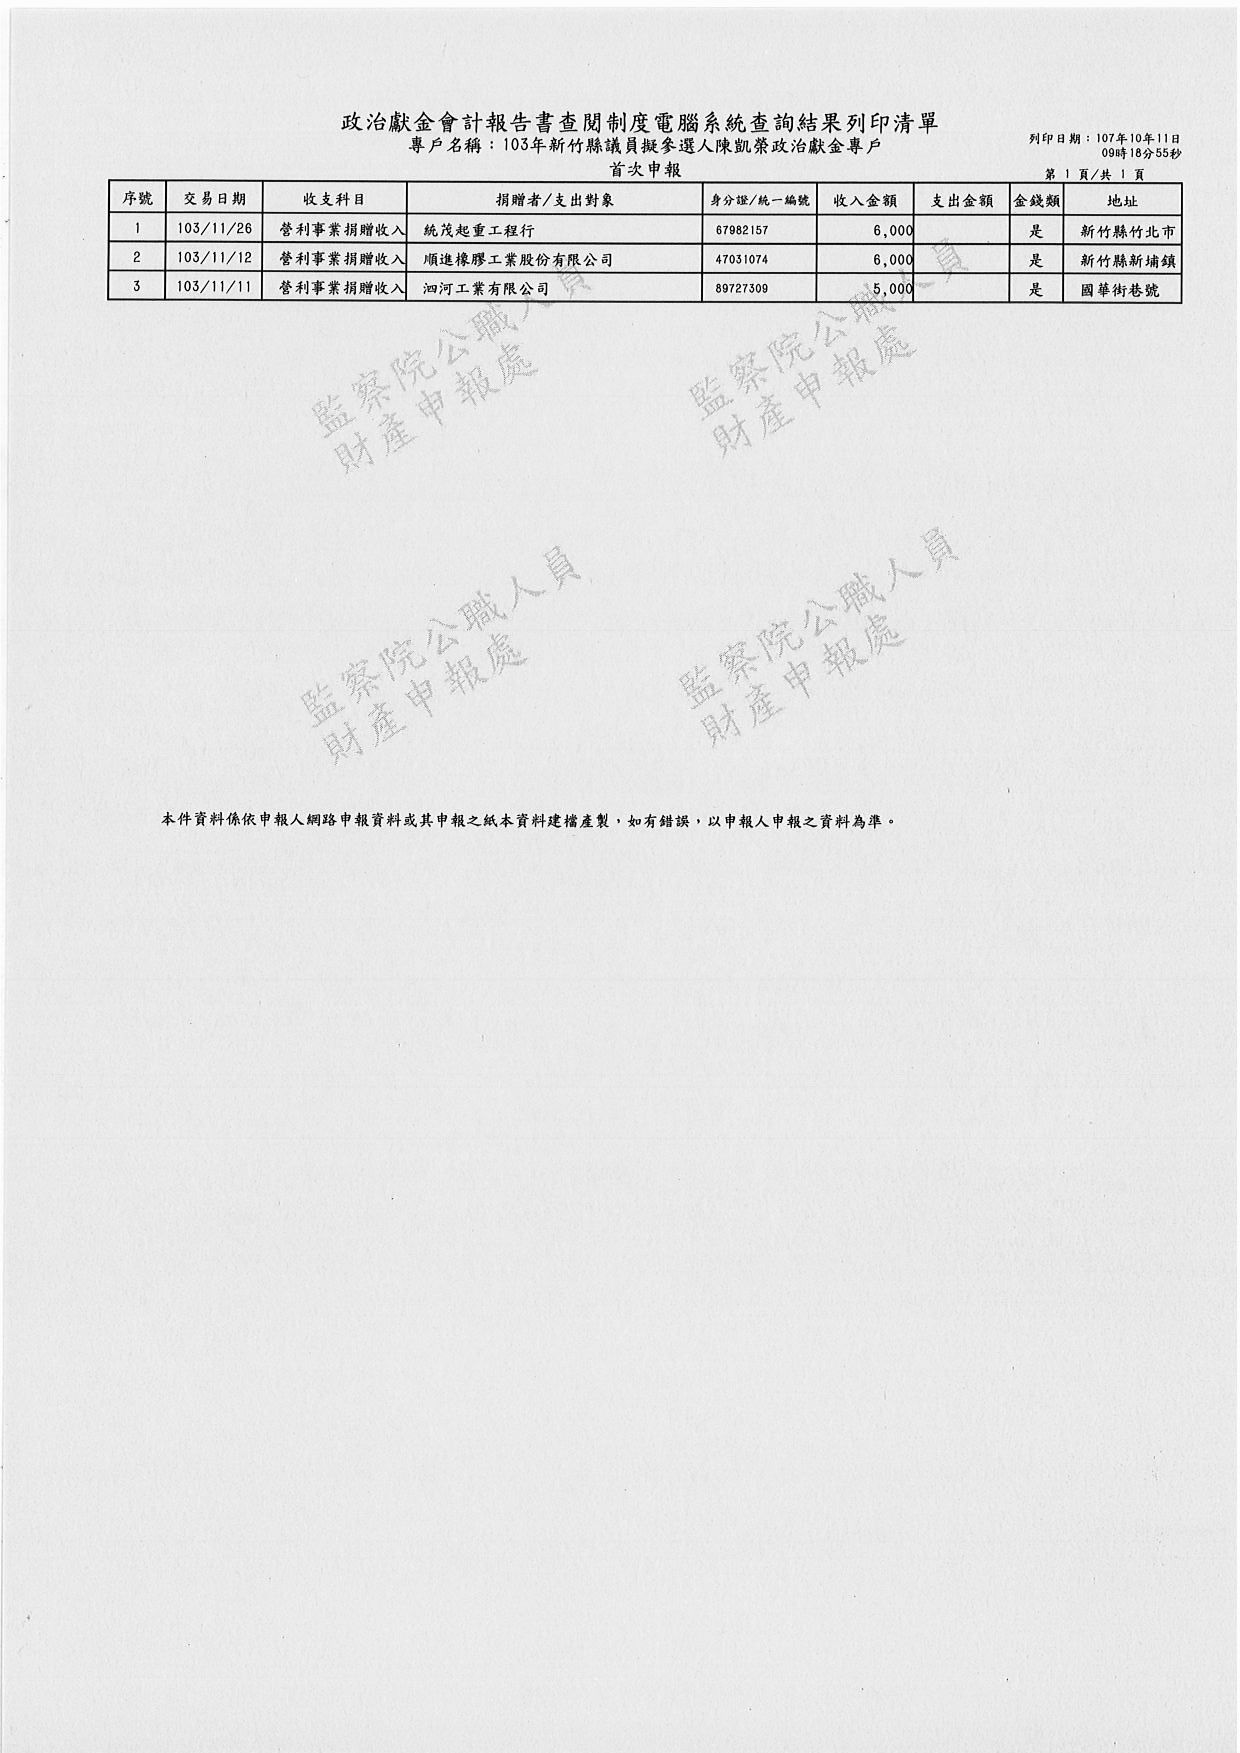 政治獻金會計報告書查閱制度電腦系統查詢結果列印清單
專戶名稱：103年新竹縣議員擬參選人陳凱榮政治獻金專戶
列印日期：107年10年11日
09時18分55秒
首次申報
第 1 頁/共 1 頁
序號 交易日期 收支科目 捐贈者/支出對象 身分證/統一編號 收入金額 支出金額 金錢類 地址
1 103/11/26 營利事業捐贈收入 統茂起重工程行 67982157 6,000 是 新竹縣竹北市
2 103/11/12 營利事業捐贈收入 順進橡膠工業股份有限公司 47031074 6,000 是 新竹縣新埔鎮
3 103/11/11 營利事業捐贈收入 泗河工業有限公司 89727309 5,000 是 國華街巷號
監察院公職人員
財產申報處
監察院公職人員
財產申報處
監察院公職人員
財產申報處
監察院公職人員
財產申報處
本件資料係依申報人網路申報資料或其申報之紙本資料建檔產製，如有錯誤，以申報人申報之資料為準。